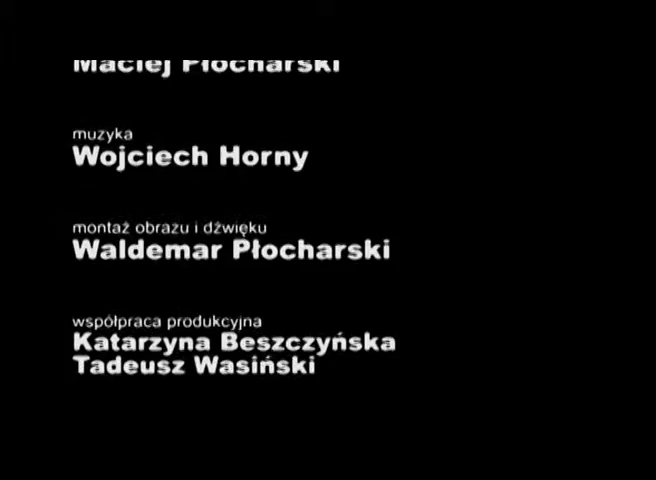 Maciej Płocharski
muzyka
Wojciech Horny
montaż obrazu i dźwięku
Waldemar Płocharski
współpraca produkcyjna
Katarzyna Beszczyńska
Tadeusz Wasiński